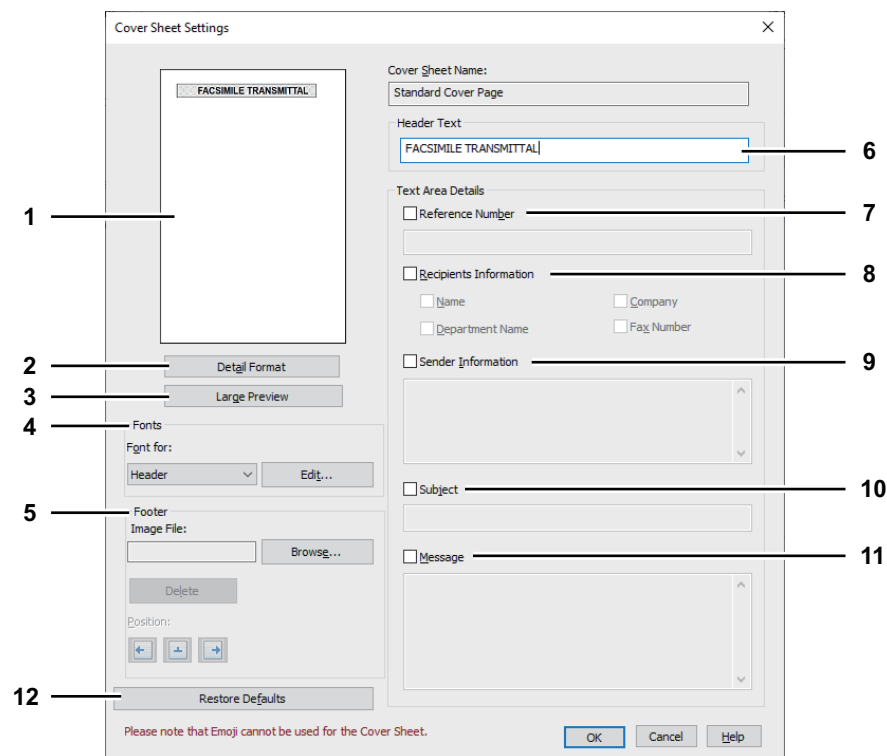 Cover Sheet Settings
FACSIMILE TRANSMITTAL
Cover Sheet Name:
Standard Cover Page
Header Text
FACSIMILE TRANSMITTAL
6
Text Area Details
1
Reference Number
7
Recipients Information
8
Name
Company
Department Name
Fax Number
2
Detail Format
Sender Information
9
3
Large Preview
4
Fonts
Font for:
Header
Edit...
Subject
10
5
Footer
Image File:
Browse...
Message
11
Delete
Position:
12
Restore Defaults
Please note that Emoji cannot be used for the Cover Sheet.
OK
Cancel
Help